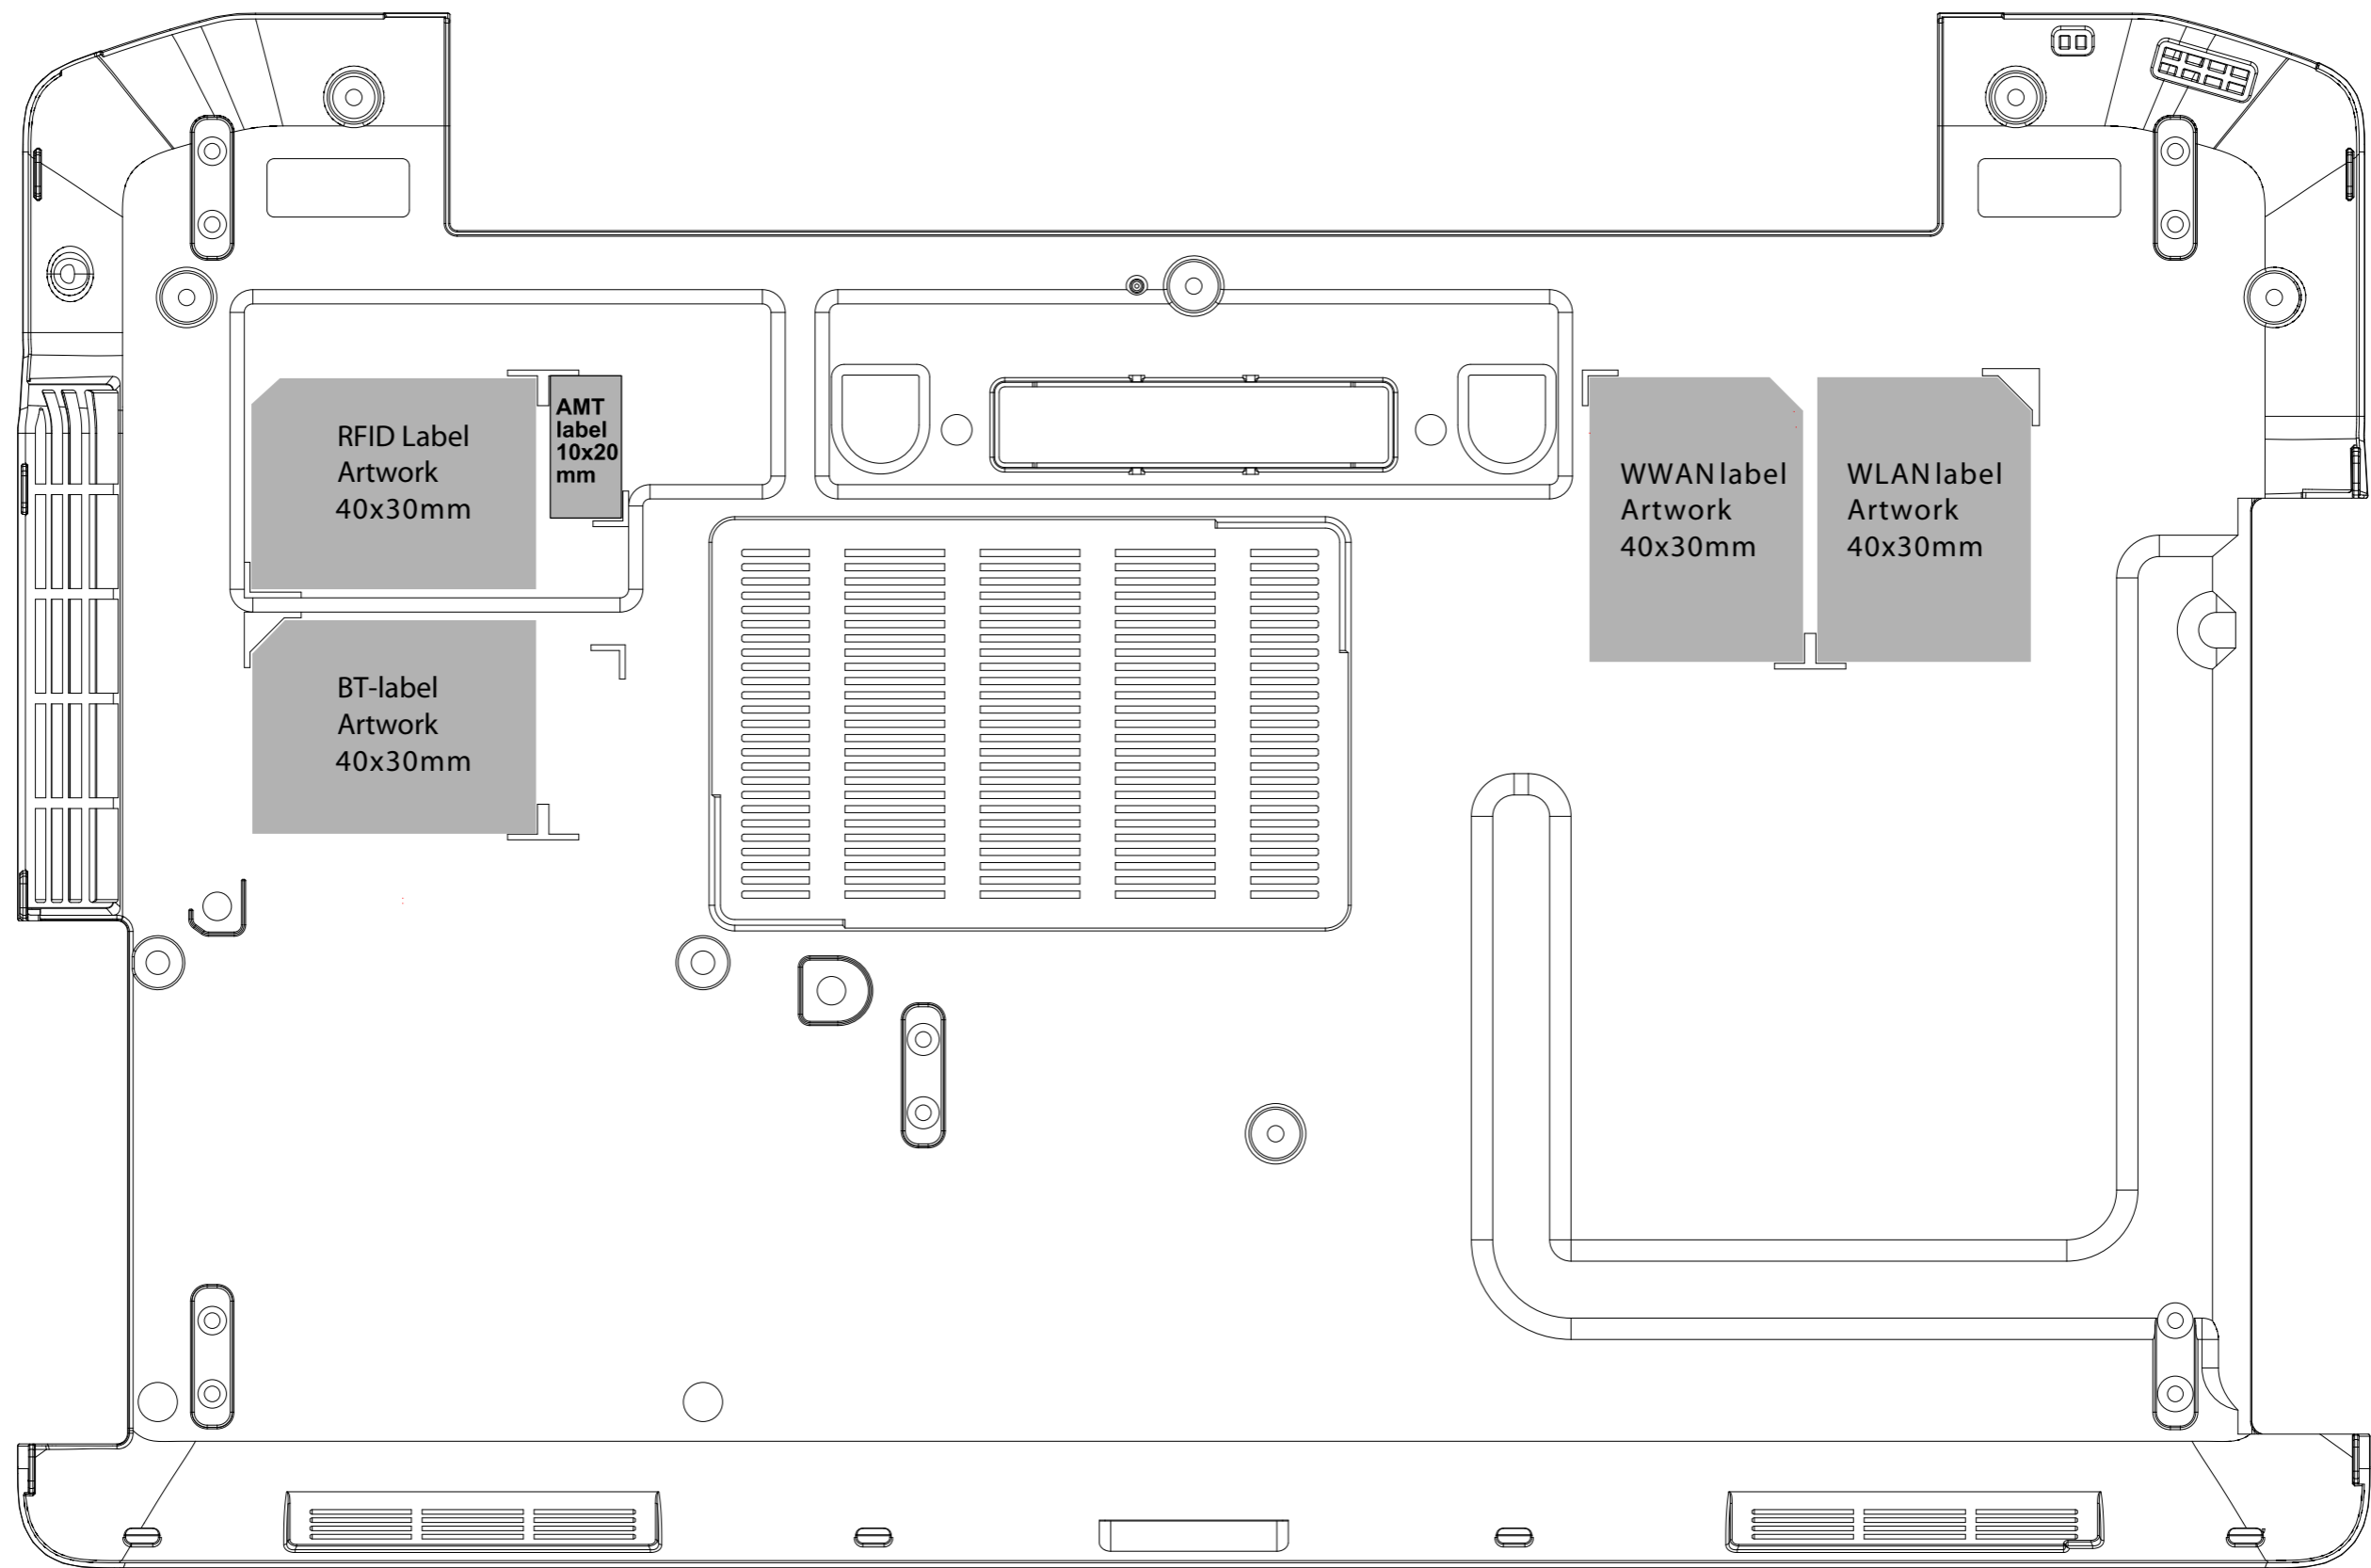 RFID Label
Artwork
40x30mm
AMT
label
10x20
mm
WWAN label
Artwork
40x30mm
WLAN label
Artwork
40x30mm
BT-label
Artwork
40x30mm